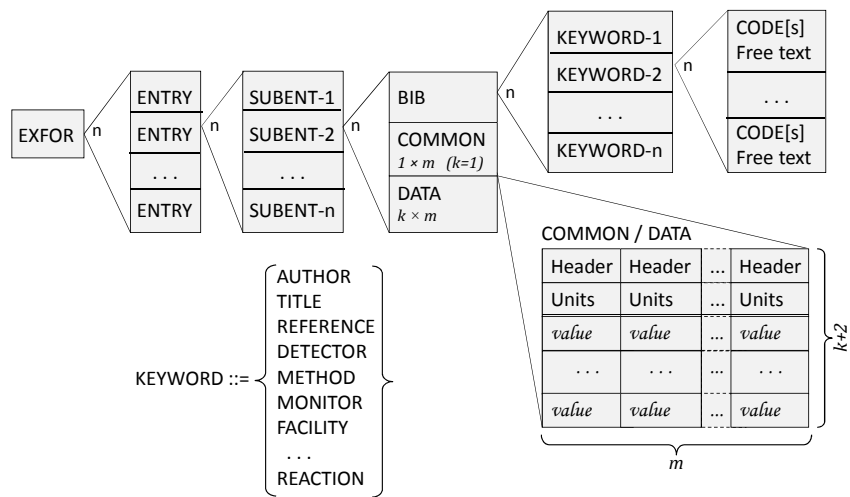 EXFOR
n
ENTRY
ENTRY
. . .
ENTRY
n
SUBENT-1
SUBENT-2
. . .
SUBENT-n
n
BIB
COMMON
1 × m (k=1)
DATA
k × m
n
KEYWORD-1
KEYWORD-2
. . .
KEYWORD-n
n
CODE[s]
Free text
. . .
CODE[s]
Free text
COMMON / DATA
Header Header ... Header
Units Units ... Units
value value ... value
. . . . . . ... . . .
value value ... value
k+2
m
KEYWORD ::=
AUTHOR
TITLE
REFERENCE
DETECTOR
METHOD
MONITOR
FACILITY
. . .
REACTION